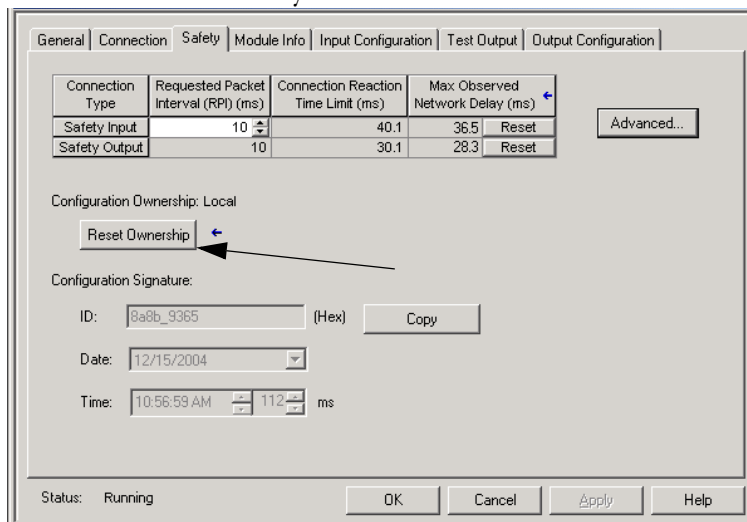 General Connection Safety Module Info Input Configuration Test Output Output Configuration
Connection Type Requested Packet Interval (RPI) (ms) Connection Reaction Time Limit (ms) Max Observed Network Delay (ms)
Safety Input 10 40.1 36.5 Reset
Safety Output 10 30.1 28.3 Reset
Advanced...
Configuration Ownership: Local
Reset Ownership
Configuration Signature:
ID: 8a8b_9365 (Hex) Copy
Date: 12/15/2004
Time: 10:56:59 AM 112 ms
Status: Running OK Cancel Apply Help